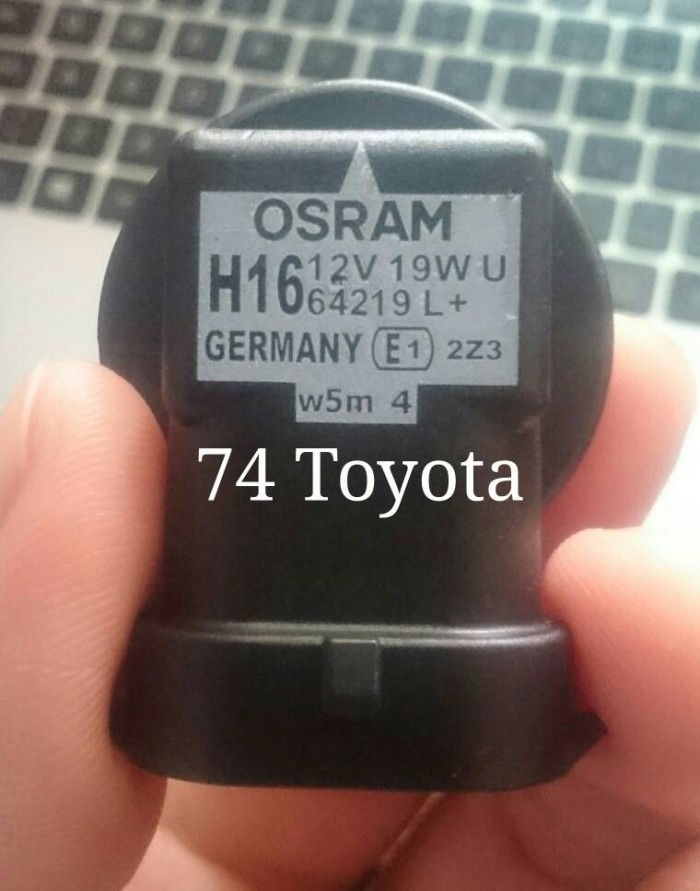 OSRAM
H16 12V 19W U
64219 L+
GERMANY E1 2Z3
w5m 4
74 Toyota